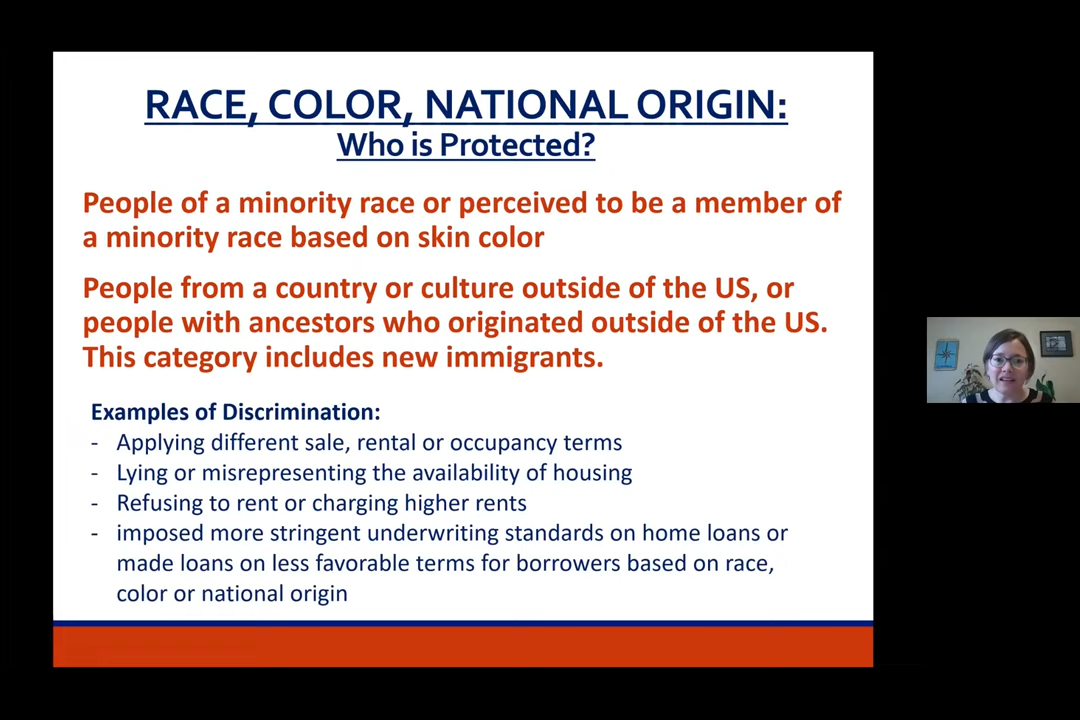 RACE, COLOR, NATIONAL ORIGIN:
Who is Protected?
People of a minority race or perceived to be a member of
a minority race based on skin color
People from a country or culture outside of the US, or
people with ancestors who originated outside of the US.
This category includes new immigrants.
Examples of Discrimination:
- Applying different sale, rental or occupancy terms
- Lying or misrepresenting the availability of housing
- Refusing to rent or charging higher rents
- imposed more stringent underwriting standards on home loans or
made loans on less favorable terms for borrowers based on race,
color or national origin